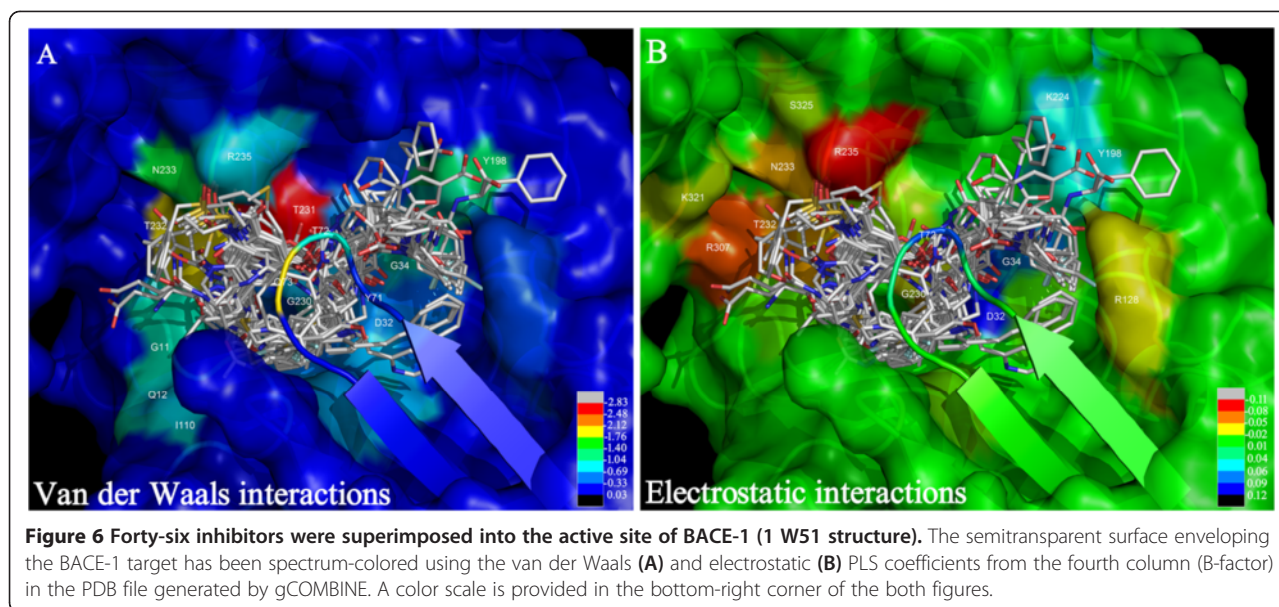 A
N233
R235
Y198
T232
T231
T72
G34
G230
Y71
D32
G11
Q12
I110
-2.83
-2.48
-2.12
-1.76
-1.40
-1.04
-0.69
-0.33
0.03
Van der Waals interactions
B
S325
K224
R235
N233
Y198
K321
T232
R307
T72
G34
G230
D32
R128
-0.11
-0.08
-0.05
-0.02
0.01
0.04
0.06
0.09
0.12
Electrostatic interactions
Figure 6 Forty-six inhibitors were superimposed into the active site of BACE-1 (1 W51 structure). The semitransparent surface enveloping
the BACE-1 target has been spectrum-colored using the van der Waals (A) and electrostatic (B) PLS coefficients from the fourth column (B-factor)
in the PDB file generated by gCOMBINE. A color scale is provided in the bottom-right corner of the both figures.